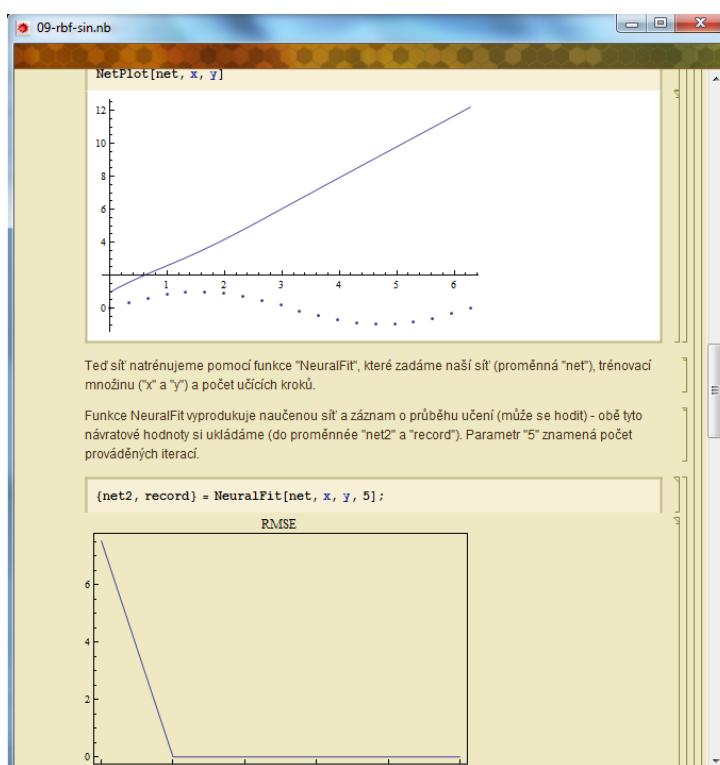 09-rbf-sin.nb
NetPlot[net, x, y]
12
10
8
6
4
1 2 3 4 5 6
0
Teď síť natrénujeme pomocí funkce "NeuralFit", které zadáme naší síť (proměnná "net"), trénovací
množinu ("x" a "y") a počet učících kroků.
Funkce NeuralFit vyprodukuje naučenou síť a záznam o průběhu učení (může se hodit) - obě tyto
návratové hodnoty si ukládáme (do proměnnée "net2" a "record"). Parametr "5" znamená počet
prováděných iterací.
{net2, record} = NeuralFit[net, x, y, 5];
RMSE
6
4
2
0